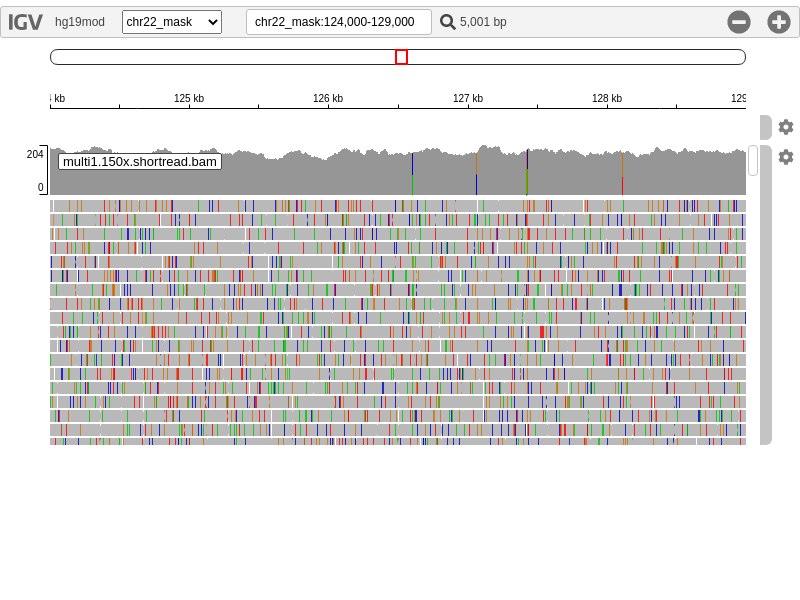 IGV hg19mod chr22_mask chr22_mask:124,000-129,000 5,001 bp
kb 125 kb 126 kb 127 kb 128 kb 129
204
multi1.150x.shortread.bam
0